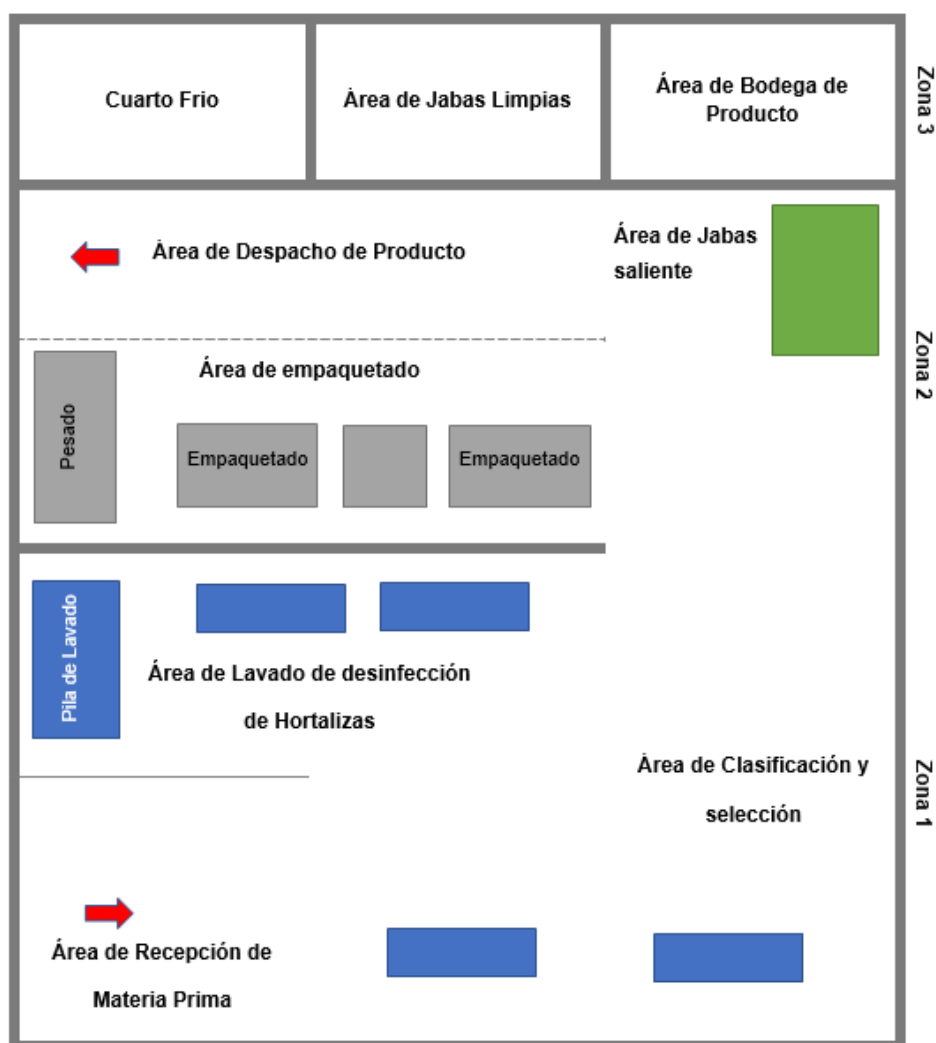 Cuarto Frio
Área de Jabas Limpias
Área de Bodega de
Producto
Zona 3
Área de Despacho de Producto
Área de Jabas
saliente
Área de empaquetado
Zona 2
Pesado
Empaquetado
Empaquetado
Pila de Lavado
Área de Lavado de desinfección
de Hortalizas
Área de Clasificación y
selección
Zona 1
Área de Recepción de
Materia Prima